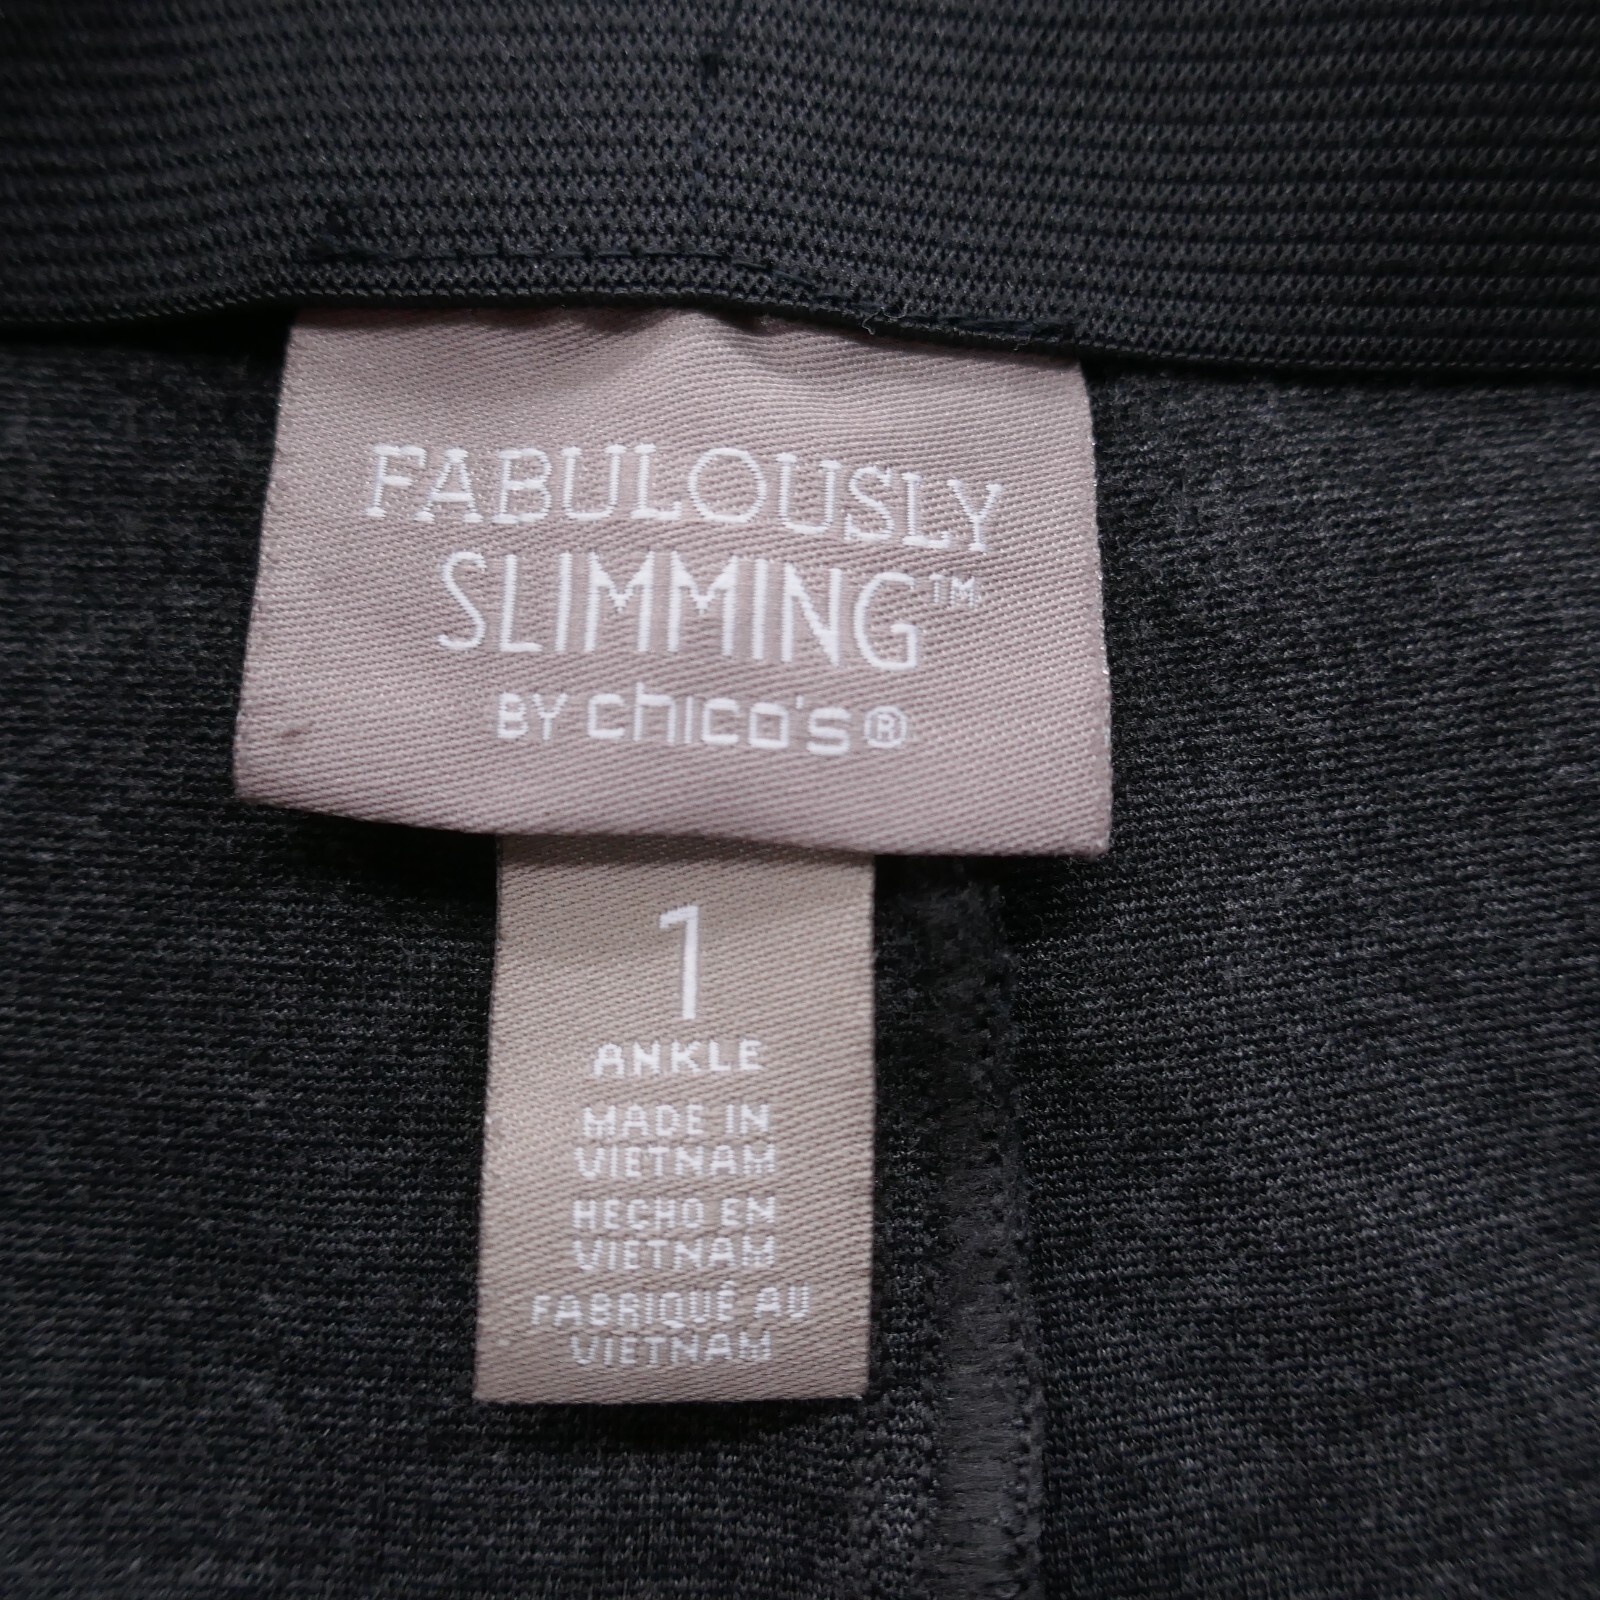 FABULOUSLY
SLIMMING™
BY chico's®
1
ANKLE
MADE IN
VIETNAM
HECHO EN
VIETNAM
FABRIQUÉ AU
VIETNAM